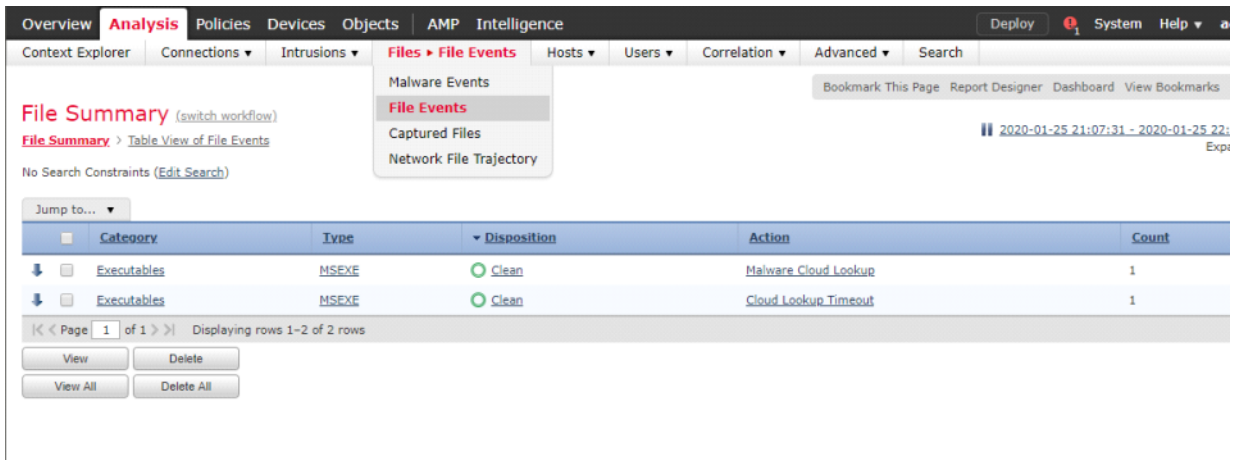 Overview Analysis Policies Devices Objects AMP Intelligence Deploy 1 System Help ▾
Context Explorer Connections ▾ Intrusions ▾ Files ▸ File Events Hosts ▾ Users ▾ Correlation ▾ Advanced ▾ Search
Malware Events
File Events
Captured Files
Network File Trajectory
Bookmark This Page Report Designer Dashboard View Bookmarks
File Summary (switch workflow)
File Summary > Table View of File Events
2020-01-25 21:07:31 - 2020-01-25 22:
Expa
No Search Constraints (Edit Search)
Jump to... ▼
Category Type ▾ Disposition Action Count
Executables MSEXE Clean Malware Cloud Lookup 1
Executables MSEXE Clean Cloud Lookup Timeout 1
|< < Page 1 of 1 > >| Displaying rows 1–2 of 2 rows
View Delete
View All Delete All